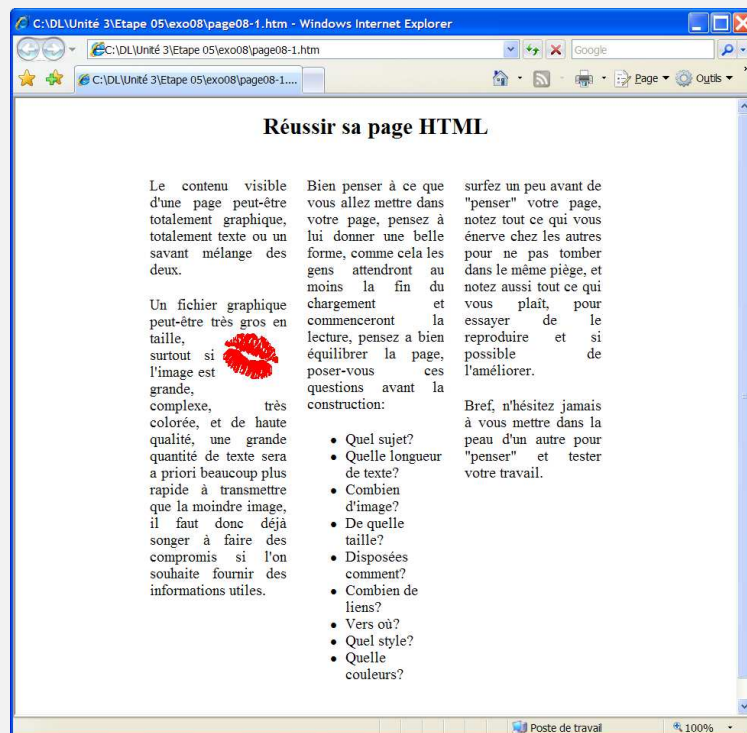 C:\DL\Unité 3\Etape 05\exo08\page08-1.htm - Windows Internet Explorer
C:\DL\Unité 3\Etape 05\exo08\page08-1.htm
Google
C:\DL\Unité 3\Etape 05\exo08\page08-1....
Page
Outils
Réussir sa page HTML
Le contenu visible
d'une page peut-être
totalement graphique,
totalement texte ou un
savant mélange des
deux.
Un fichier graphique
peut-être très gros en
taille,
surtout si
l'image est
grande,
complexe, très
colorée, et de haute
qualité, une grande
quantité de texte sera
a priori beaucoup plus
rapide à transmettre
que la moindre image,
il faut donc déjà
songer à faire des
compromis si l'on
souhaite fournir des
informations utiles.
Bien penser à ce que
vous allez mettre dans
votre page, pensez à
lui donner une belle
forme, comme cela les
gens attendront au
moins la fin du
chargement et
commenceront la
lecture, pensez a bien
équilibrer la page,
poser-vous ces
questions avant la
construction:
• Quel sujet?
• Quelle longueur
de texte?
• Combien
d'image?
• De quelle
taille?
• Disposées
comment?
• Combien de
liens?
• Vers où?
• Quel style?
• Quelle
couleurs?
surfez un peu avant de
"penser" votre page,
notez tout ce qui vous
énerve chez les autres
pour ne pas tomber
dans le même piège, et
notez aussi tout ce qui
vous plaît, pour
essayer de le
reproduire et si
possible de
l'améliorer.
Bref, n'hésitez jamais
à vous mettre dans la
peau d'un autre pour
"penser" et tester
votre travail.
Poste de travail
100%